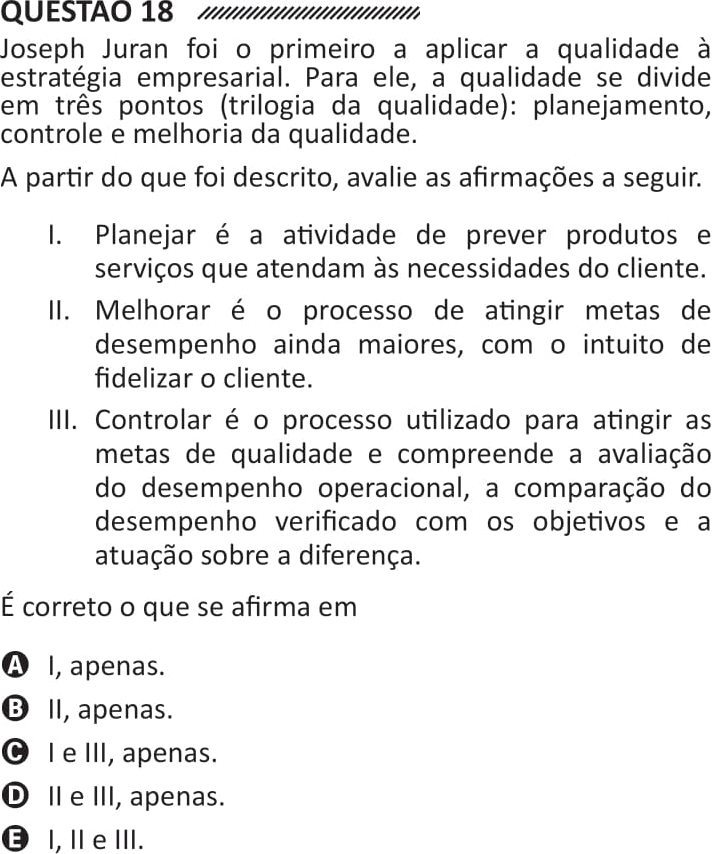 QUESTÃO 18
Joseph Juran foi o primeiro a aplicar a qualidade à
estratégia empresarial. Para ele, a qualidade se divide
em três pontos (trilogia da qualidade): planejamento,
controle e melhoria da qualidade.
A partir do que foi descrito, avalie as afirmações a seguir.
I. Planejar é a atividade de prever produtos e
serviços que atendam às necessidades do cliente.
II. Melhorar é o processo de atingir metas de
desempenho ainda maiores, com o intuito de
fidelizar o cliente.
III. Controlar é o processo utilizado para atingir as
metas de qualidade e compreende a avaliação
do desempenho operacional, a comparação do
desempenho verificado com os objetivos e a
atuação sobre a diferença.
É correto o que se afirma em
A I, apenas.
B II, apenas.
C I e III, apenas.
D II e III, apenas.
E I, II e III.